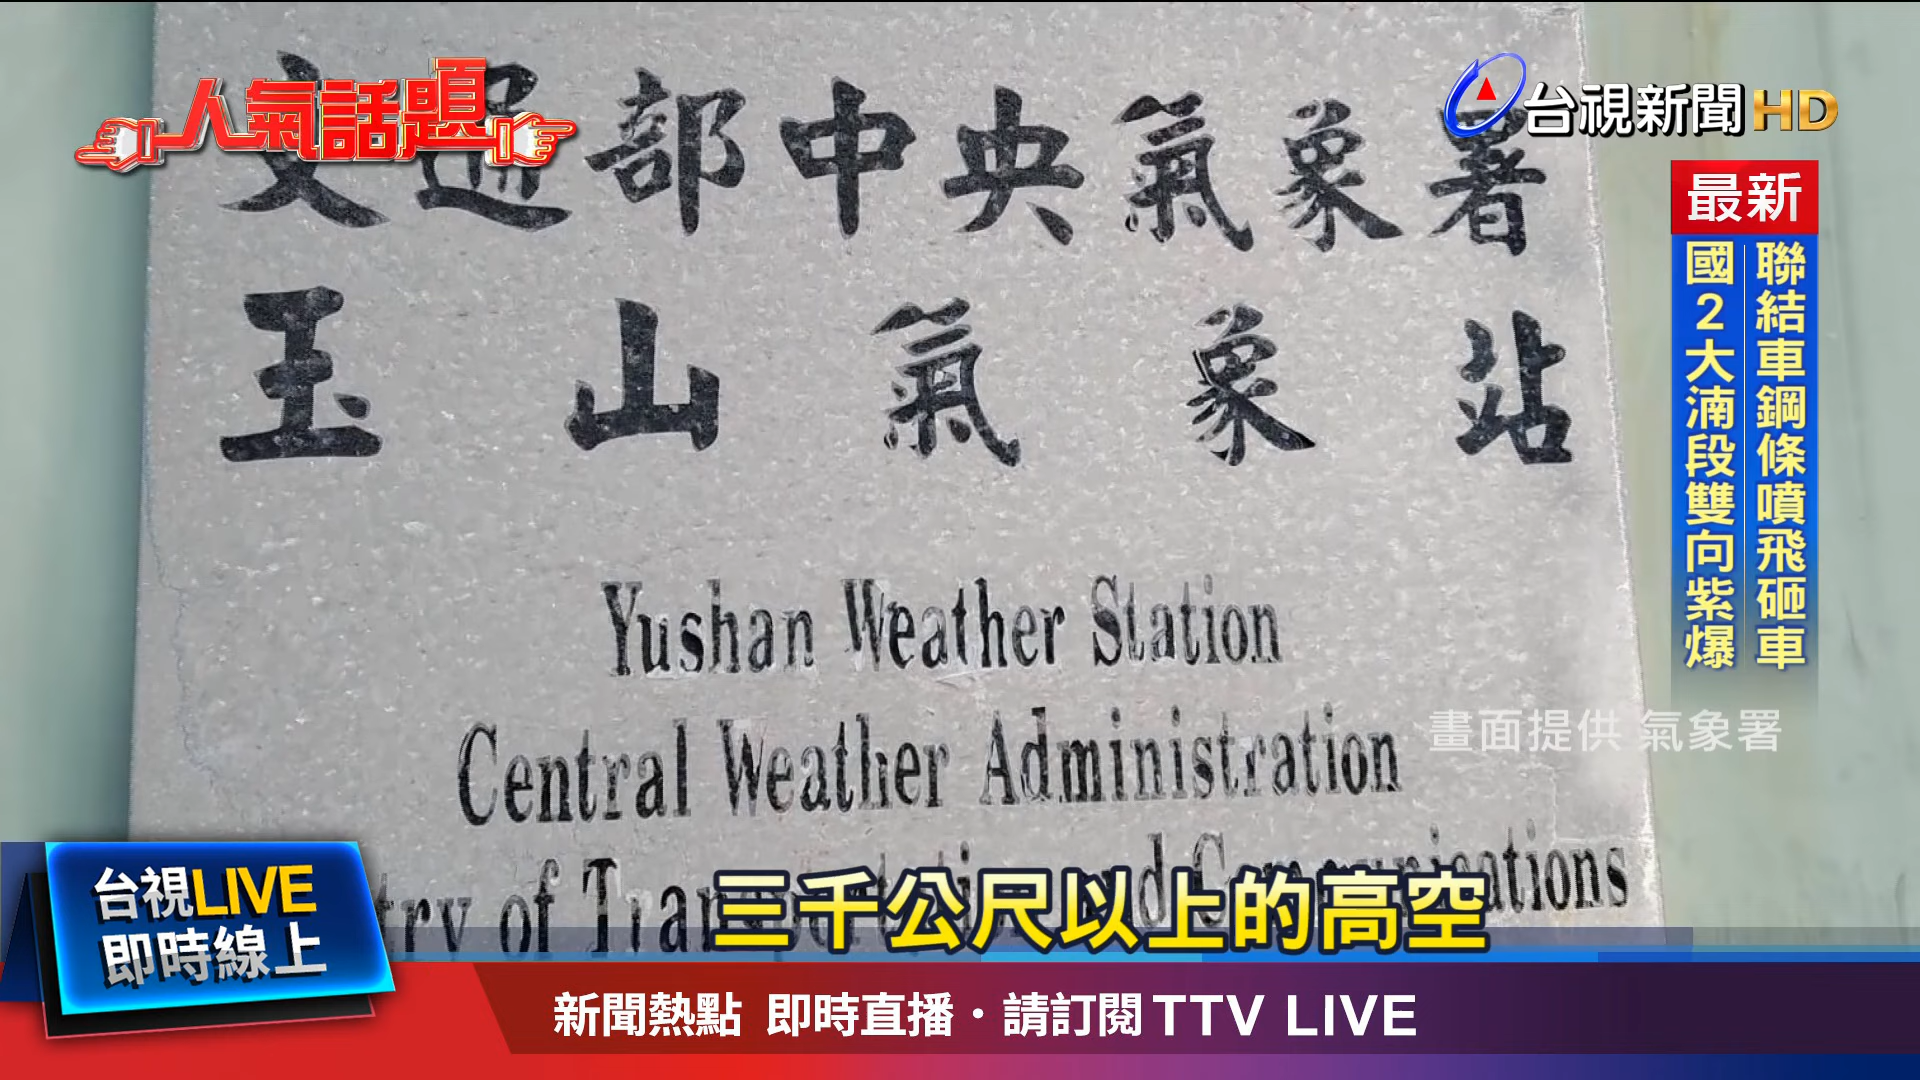 人氣話題
台視新聞HD
交通部中央氣象署
玉山氣象站
最新
聯結車鋼條噴飛砸車
國2大湳段雙向紫爆
Yushan Weather Station
Central Weather Administration
畫面提供 氣象署
of
三千公尺以上的高空
台視LIVE
即時線上
新聞熱點 即時直播・請訂閱TTV LIVE